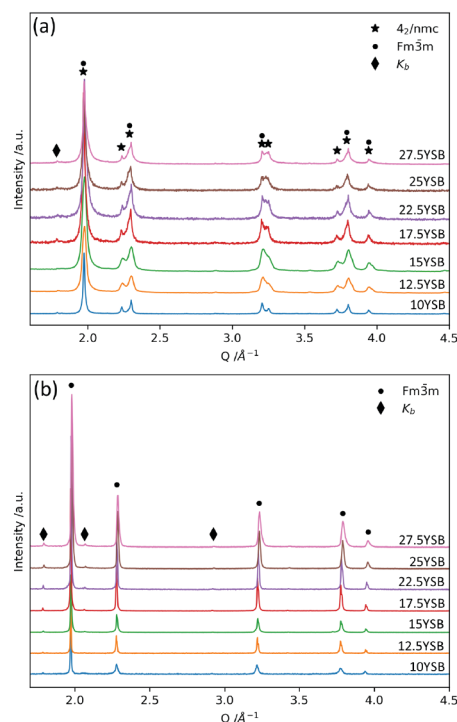 (a)
4₂/nmc
Fm3̄m
K_b
27.5YSB
25YSB
22.5YSB
17.5YSB
15YSB
12.5YSB
10YSB
Intensity /a.u.
2.0 2.5 3.0 3.5 4.0 4.5
Q /Å⁻¹
(b)
Fm3̄m
K_b
27.5YSB
25YSB
22.5YSB
17.5YSB
15YSB
12.5YSB
10YSB
Intensity /a.u.
2.0 2.5 3.0 3.5 4.0 4.5
Q /Å⁻¹